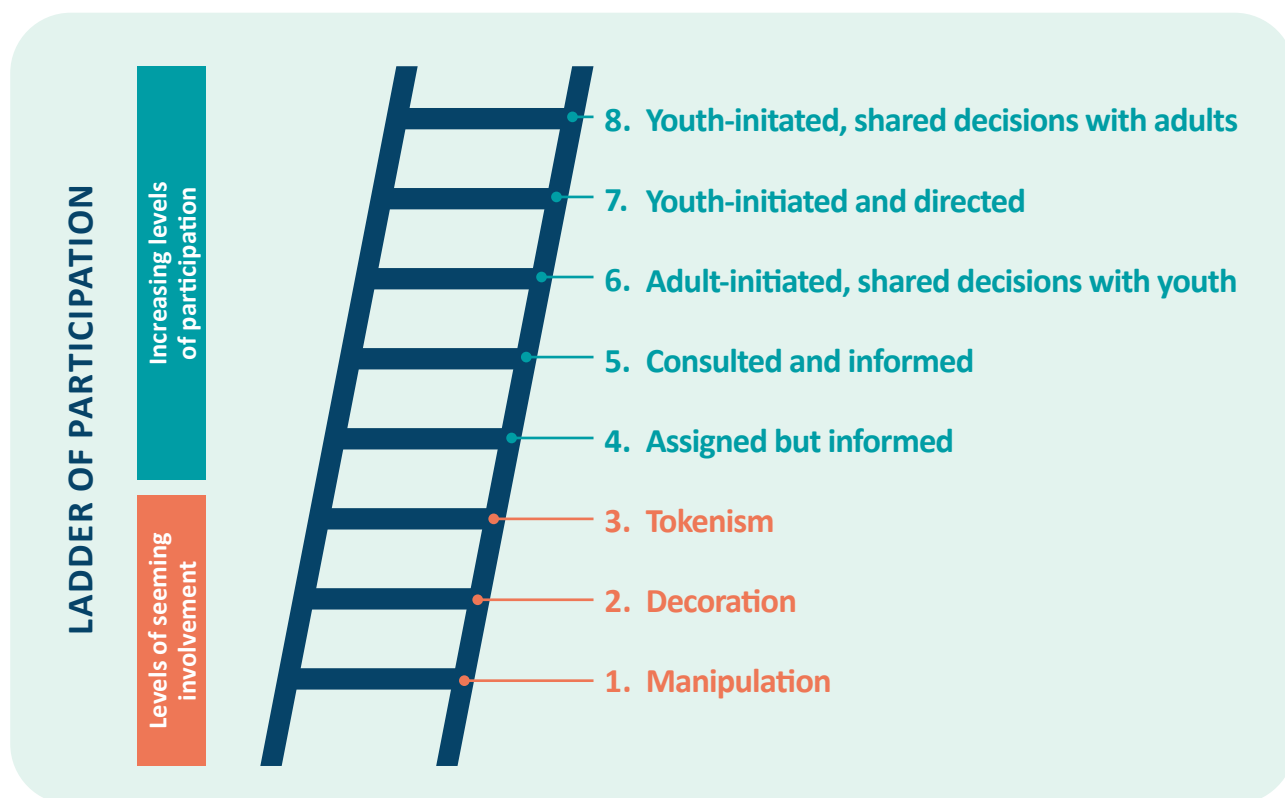 LADDER OF PARTICIPATION
Increasing levels
of participation
Levels of seeming
involvement
8. Youth-initated, shared decisions with adults
7. Youth-initiated and directed
6. Adult-initiated, shared decisions with youth
5. Consulted and informed
4. Assigned but informed
3. Tokenism
2. Decoration
1. Manipulation